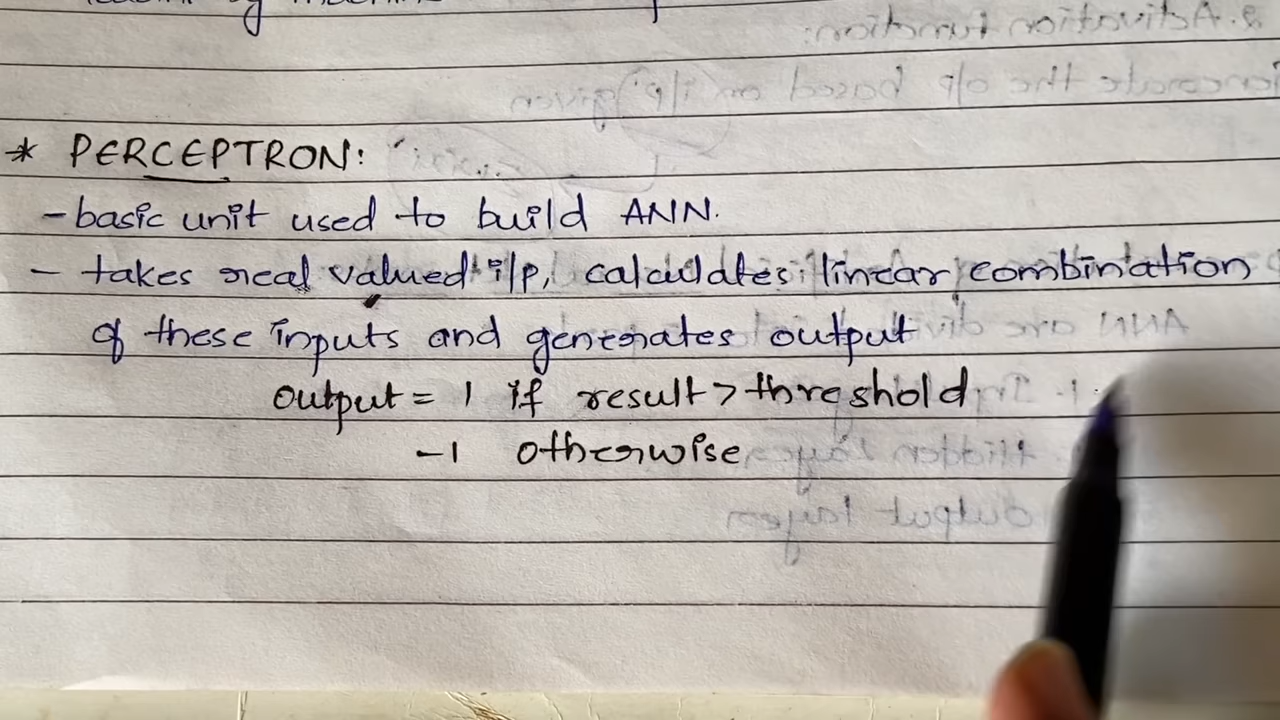 * PERCEPTRON:
- basic unit used to build ANN.
- takes real valued i/p, calculates linear combination
of these inputs and generates output
output = 1 if result > threshold
-1 otherwise